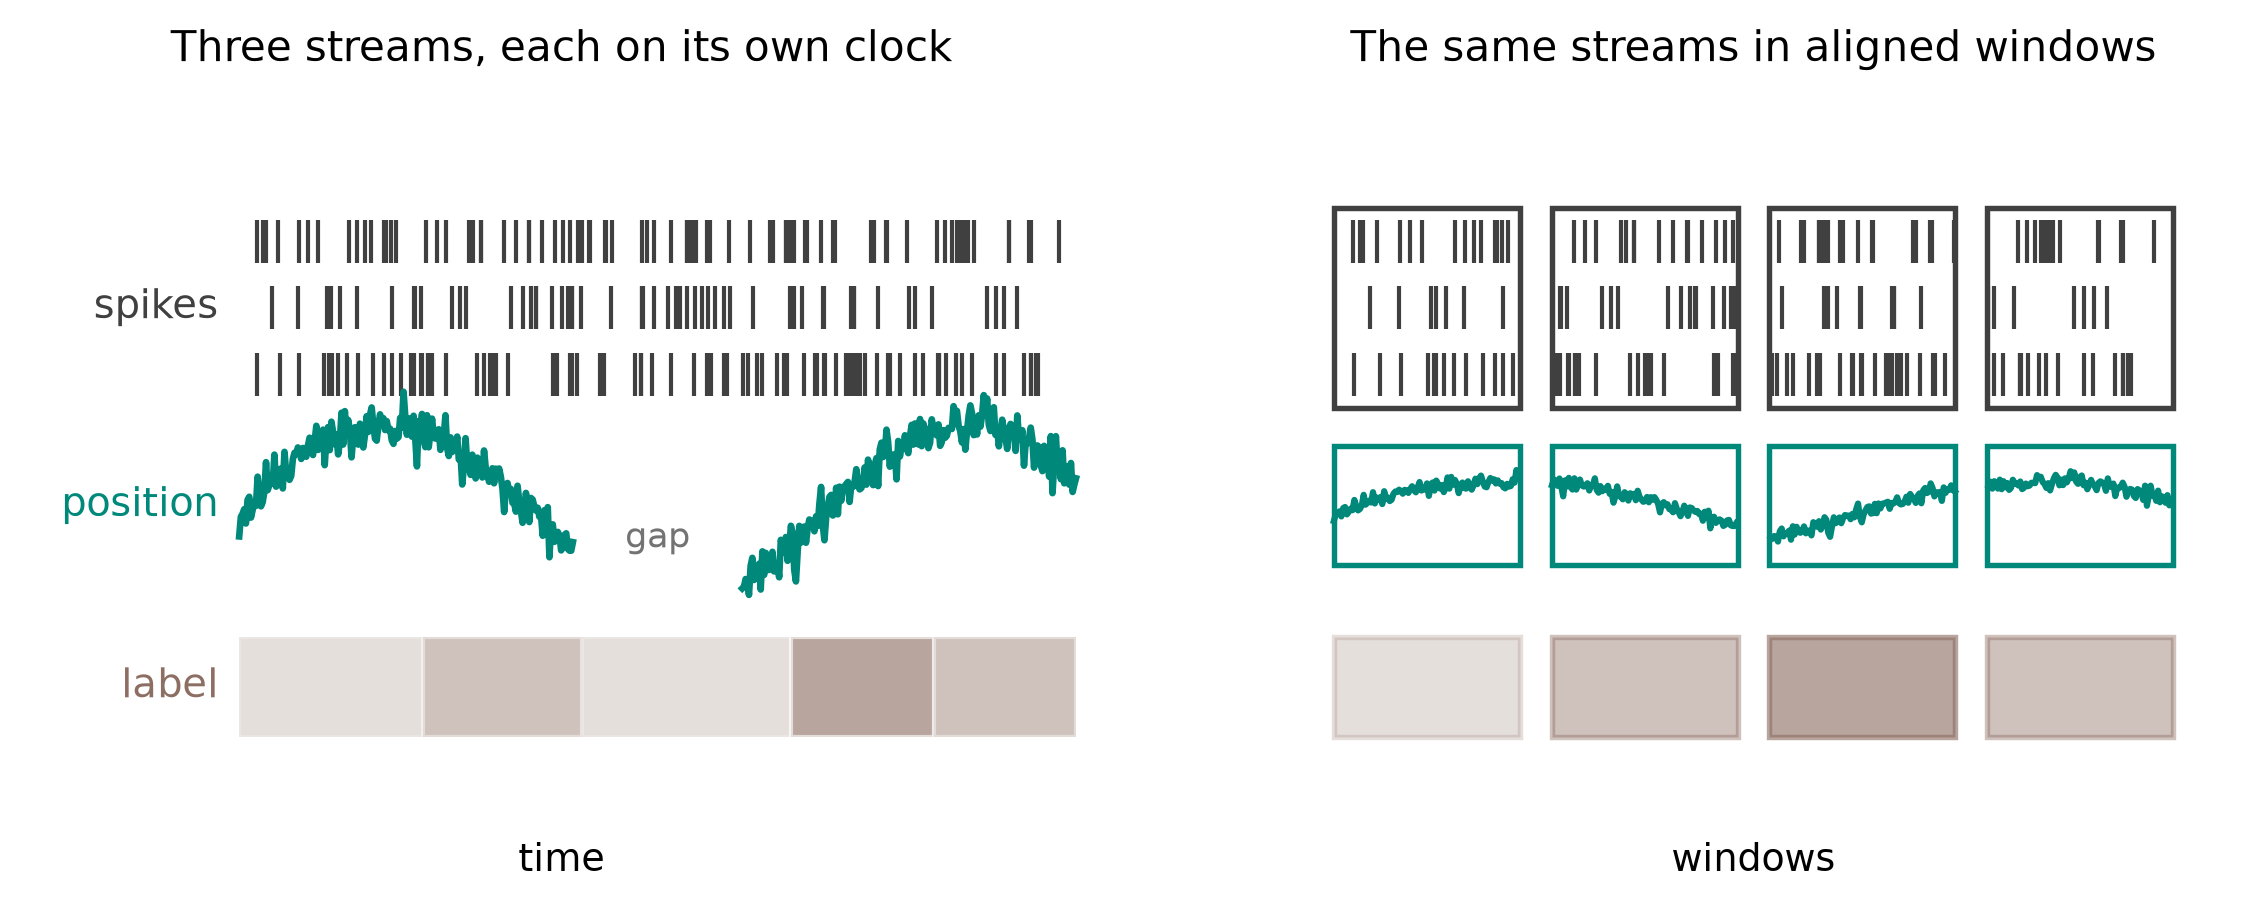 Three streams, each on its own clock
The same streams in aligned windows
spikes
position
gap
label
time
windows